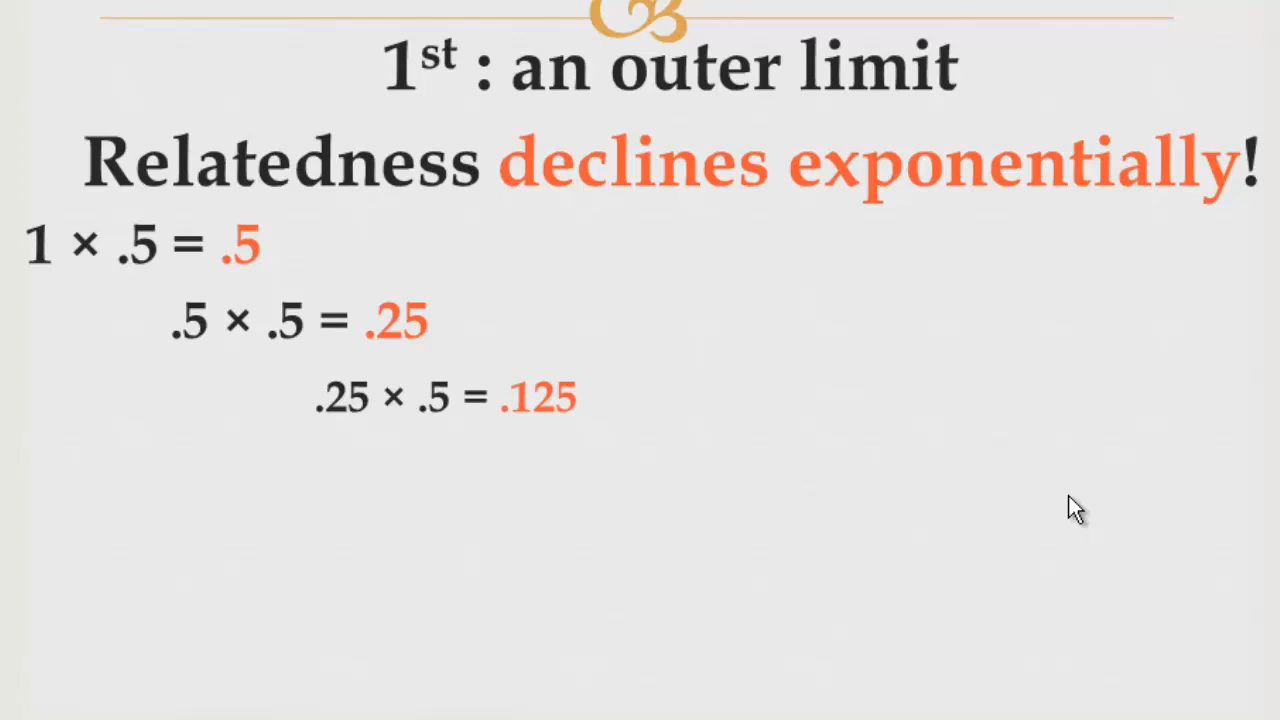 1st : an outer limit
Relatedness declines exponentially!
1 × .5 = .5
.5 × .5 = .25
.25 × .5 = .125